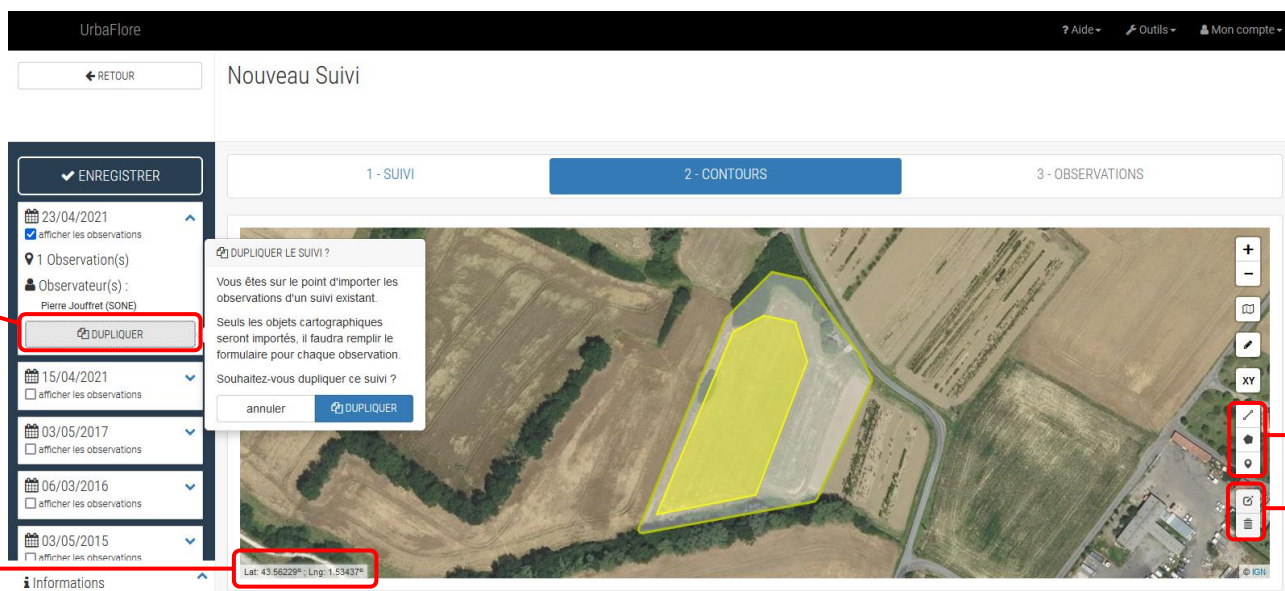 UrbaFlore
? Aide
Outils
Mon compte
RETOUR
Nouveau Suivi
ENREGISTRER
1 - SUIVI
2 - CONTOURS
3 - OBSERVATIONS
23/04/2021
afficher les observations
1 Observation(s)
Observateur(s) :
Pierre Jouffret (SONE)
DUPLIQUER
15/04/2021
afficher les observations
03/05/2017
afficher les observations
06/03/2016
afficher les observations
03/05/2015
afficher les observations
i Informations
DUPLIQUER LE SUIVI ?
Vous êtes sur le point d'importer les
observations d'un suivi existant.
Seuls les objets cartographiques
seront importés, il faudra remplir le
formulaire pour chaque observation.
Souhaitez-vous dupliquer ce suivi ?
annuler
DUPLIQUER
+
−
XY
Lat: 43.56229° ; Lng: 1.53437°
© IGN